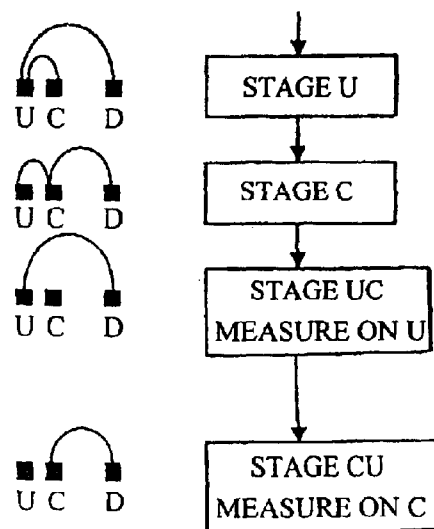 U C D
STAGE U
U C D
STAGE C
U C D
STAGE UC
MEASURE ON U
U C D
STAGE CU
MEASURE ON C